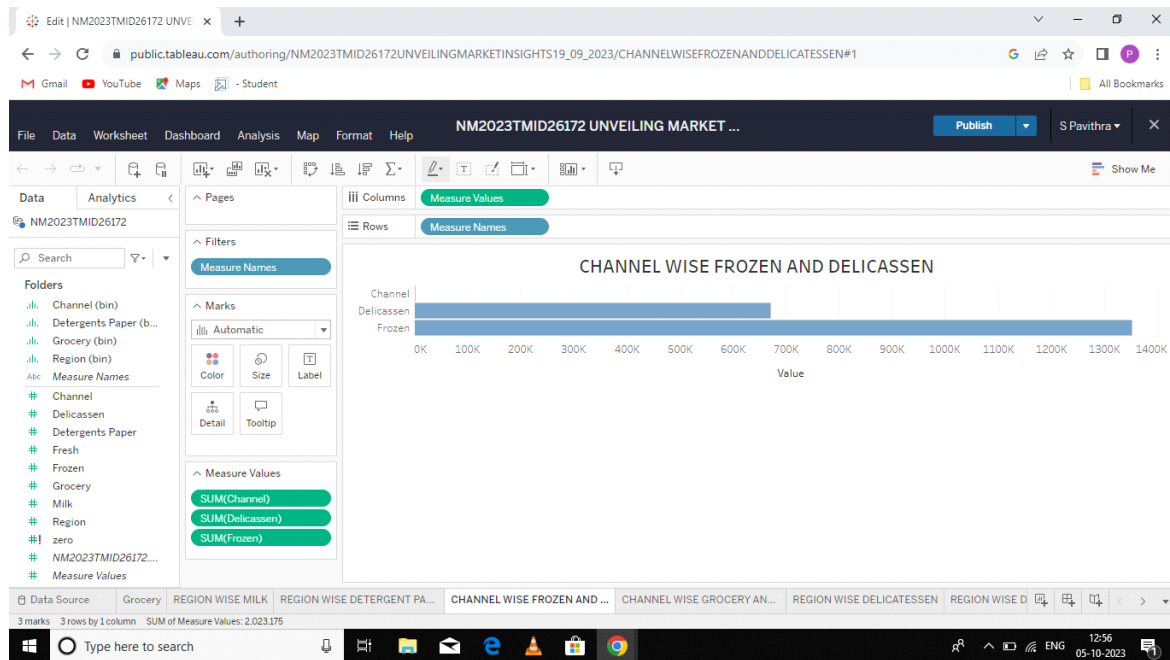 Edit | NM2023TMID26172 UNVEI
public.tableau.com/authoring/NM2023TMID26172UNVEILINGMARKETINSIGHTS19_09_2023/CHANNELWISEFROZENANDDELICATESSEN#1
P
Gmail YouTube Maps - Student All Bookmarks
NM2023TMID26172 UNVEILING MARKET ...
Publish
S Pavithra
File Data Worksheet Dashboard Analysis Map Format Help
Show Me
Data Analytics
NM2023TMID26172
Search
Folders
Channel (bin)
Detergents Paper (b...
Grocery (bin)
Region (bin)
Abc Measure Names
# Channel
# Delicassen
# Detergents Paper
# Fresh
# Frozen
# Grocery
# Milk
# Region
#! zero
# NM2023TMID26172....
# Measure Values
Pages
Filters
Measure Names
Marks
Automatic
Color Size Label
Detail Tooltip
Measure Values
SUM(Channel)
SUM(Delicassen)
SUM(Frozen)
Columns Measure Values
Rows Measure Names
CHANNEL WISE FROZEN AND DELICASSEN
Channel
Delicassen
Frozen
0K 100K 200K 300K 400K 500K 600K 700K 800K 900K 1000K 1100K 1200K 1300K 1400K
Value
Data Source Grocery REGION WISE MILK REGION WISE DETERGENT PA... CHANNEL WISE FROZEN AND ... CHANNEL WISE GROCERY AN... REGION WISE DELICATESSEN REGION WISE D
3 marks 3 rows by 1 column SUM of Measure Values: 2,023,175
Type here to search
ENG
12:56
05-10-2023